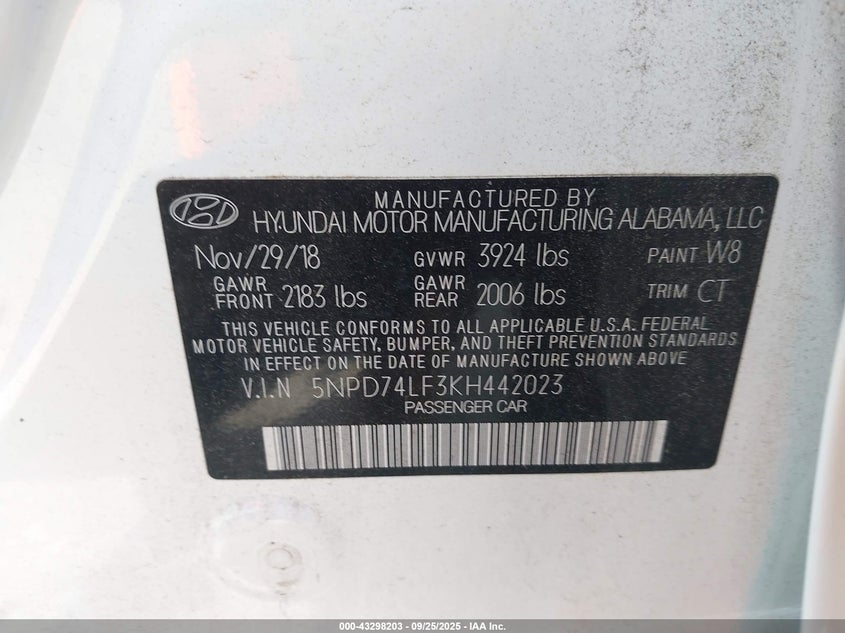 MANUFACTURED BY
HYUNDAI MOTOR MANUFACTURING ALABAMA, LLC
Nov/29/18 GVWR 3924 lbs PAINT W8
GAWR FRONT 2183 lbs GAWR REAR 2006 lbs TRIM CT
THIS VEHICLE CONFORMS TO ALL APPLICABLE U.S.A. FEDERAL
MOTOR VEHICLE SAFETY, BUMPER, AND THEFT PREVENTION STANDARDS
IN EFFECT ON THE DATE OF MANUFACTURE SHOWN ABOVE
V.I.N 5NPD74LF3KH442023
PASSENGER CAR
000-43298203 - 09/25/2025 - IAA Inc.